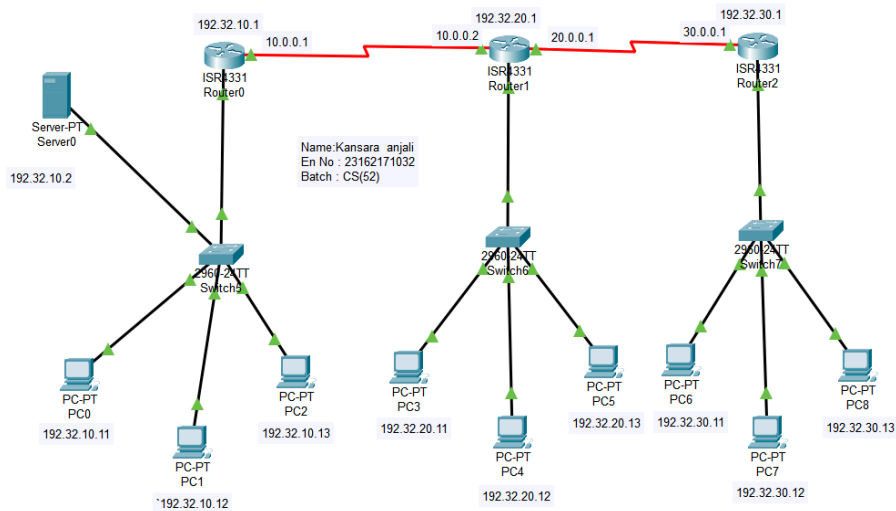 192.32.10.1
10.0.0.1
ISR4331
Router0
192.32.20.1
10.0.0.2
20.0.0.1
ISR4331
Router1
192.32.30.1
30.0.0.1
ISR4331
Router2
Server-PT
Server0
192.32.10.2
Name:Kansara anjali
En No : 23162171032
Batch : CS(52)
2960-24TT
Switch5
2960-24TT
Switch6
2960-24TT
Switch7
PC-PT
PC0
192.32.10.11
PC-PT
PC1
`192.32.10.12
PC-PT
PC2
192.32.10.13
PC-PT
PC3
192.32.20.11
PC-PT
PC4
192.32.20.12
PC-PT
PC5
192.32.20.13
PC-PT
PC6
192.32.30.11
PC-PT
PC7
192.32.30.12
PC-PT
PC8
192.32.30.13